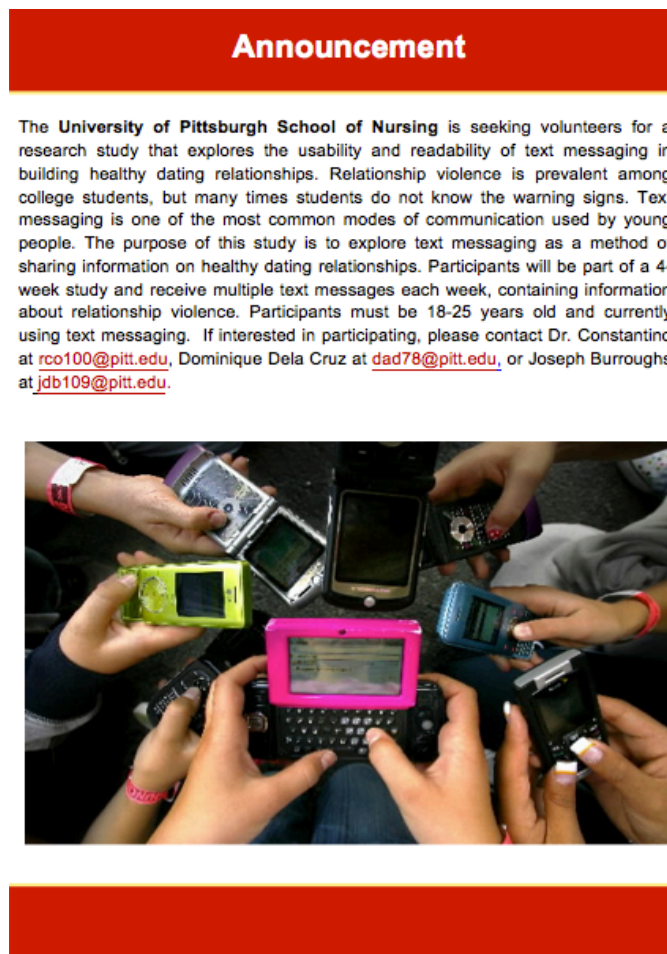 Announcement
The University of Pittsburgh School of Nursing is seeking volunteers for a
research study that explores the usability and readability of text messaging in
building healthy dating relationships. Relationship violence is prevalent among
college students, but many times students do not know the warning signs. Text
messaging is one of the most common modes of communication used by young
people. The purpose of this study is to explore text messaging as a method of
sharing information on healthy dating relationships. Participants will be part of a 4-
week study and receive multiple text messages each week, containing information
about relationship violence. Participants must be 18-25 years old and currently
using text messaging. If interested in participating, please contact Dr. Constantino
at rco100@pitt.edu, Dominique Dela Cruz at dad78@pitt.edu, or Joseph Burroughs
at jdb109@pitt.edu.